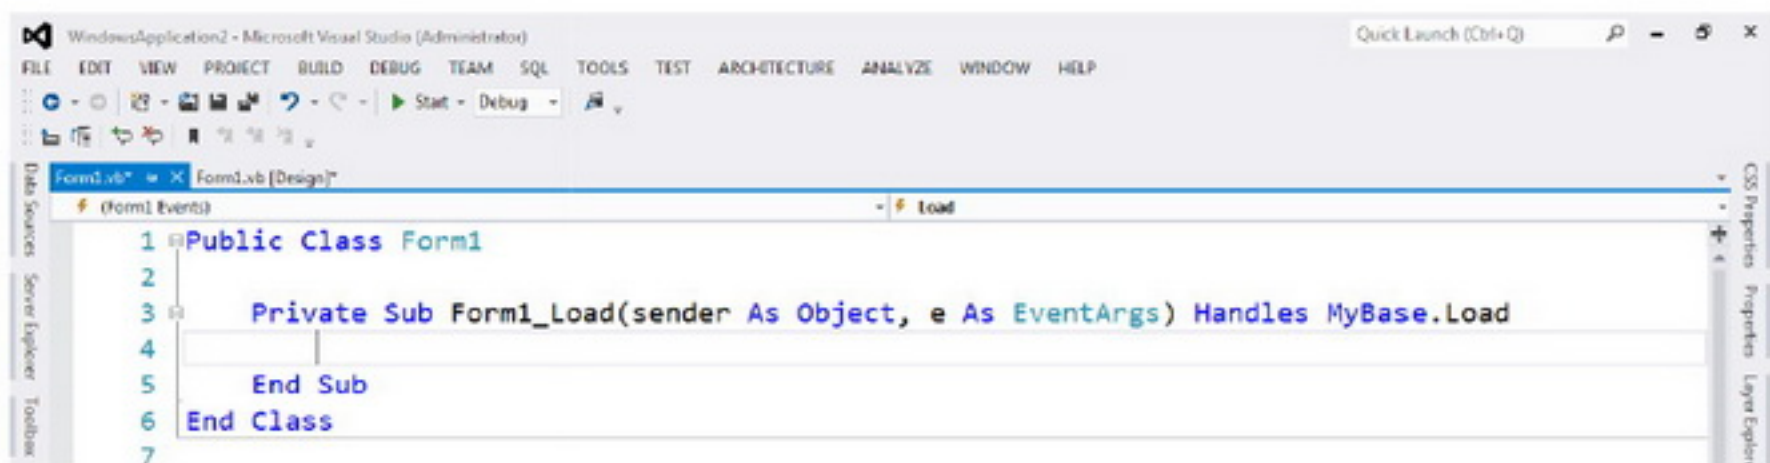 WindowsApplication2 - Microsoft Visual Studio (Administrator)
Quick Launch (Ctrl+Q)
FILE EDIT VIEW PROJECT BUILD DEBUG TEAM SQL TOOLS TEST ARCHITECTURE ANALYZE WINDOW HELP
Start Debug
Form1.vb* Form1.vb [Design]*
(Form1 Events) Load
1 Public Class Form1
2
3 Private Sub Form1_Load(sender As Object, e As EventArgs) Handles MyBase.Load
4
5 End Sub
6 End Class
7
Data Sources
Server Explorer
Toolbox
CSS Properties
Properties
Layer Explor